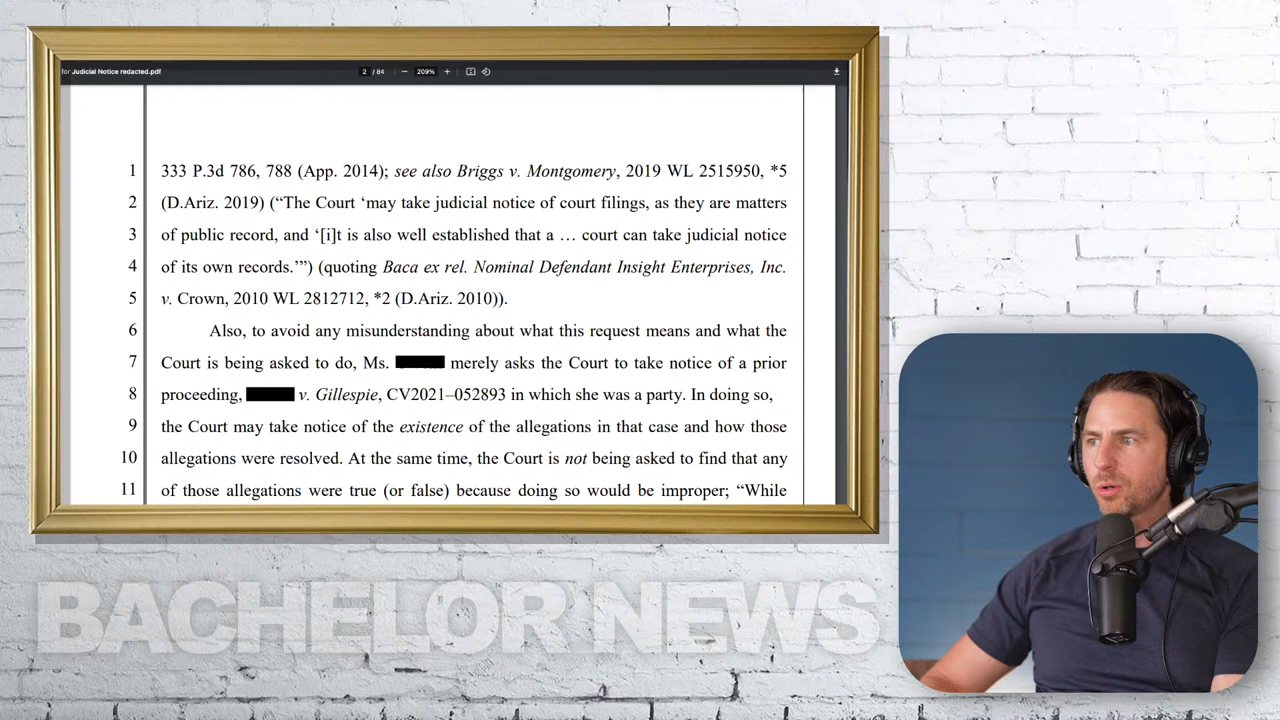 for Judicial Notice redacted.pdf
2 / 84
209%
1 333 P.3d 786, 788 (App. 2014); see also Briggs v. Montgomery, 2019 WL 2515950, *5
2 (D.Ariz. 2019) (“The Court ‘may take judicial notice of court filings, as they are matters
3 of public record, and ‘[i]t is also well established that a … court can take judicial notice
4 of its own records.’”) (quoting Baca ex rel. Nominal Defendant Insight Enterprises, Inc.
5 v. Crown, 2010 WL 2812712, *2 (D.Ariz. 2010)).
6 Also, to avoid any misunderstanding about what this request means and what the
7 Court is being asked to do, Ms. merely asks the Court to take notice of a prior
8 proceeding, v. Gillespie, CV2021–052893 in which she was a party. In doing so,
9 the Court may take notice of the existence of the allegations in that case and how those
10 allegations were resolved. At the same time, the Court is not being asked to find that any
11 of those allegations were true (or false) because doing so would be improper; “While
BACHELOR NEWS